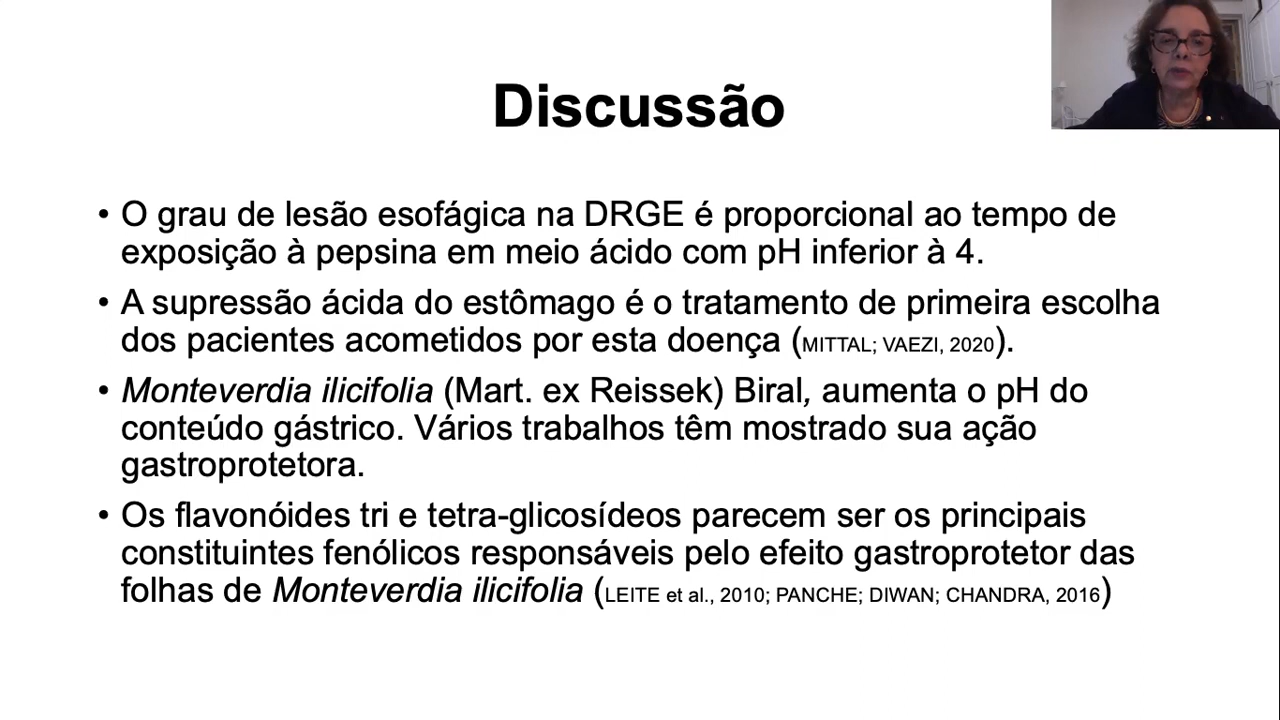 Discussão
• O grau de lesão esofágica na DRGE é proporcional ao tempo de
exposição à pepsina em meio ácido com pH inferior à 4.
• A supressão ácida do estômago é o tratamento de primeira escolha
dos pacientes acometidos por esta doença (MITTAL; VAEZI, 2020).
• Monteverdia ilicifolia (Mart. ex Reissek) Biral, aumenta o pH do
conteúdo gástrico. Vários trabalhos têm mostrado sua ação
gastroprotetora.
• Os flavonóides tri e tetra-glicosídeos parecem ser os principais
constituintes fenólicos responsáveis pelo efeito gastroprotetor das
folhas de Monteverdia ilicifolia (LEITE et al., 2010; PANCHE; DIWAN; CHANDRA, 2016)